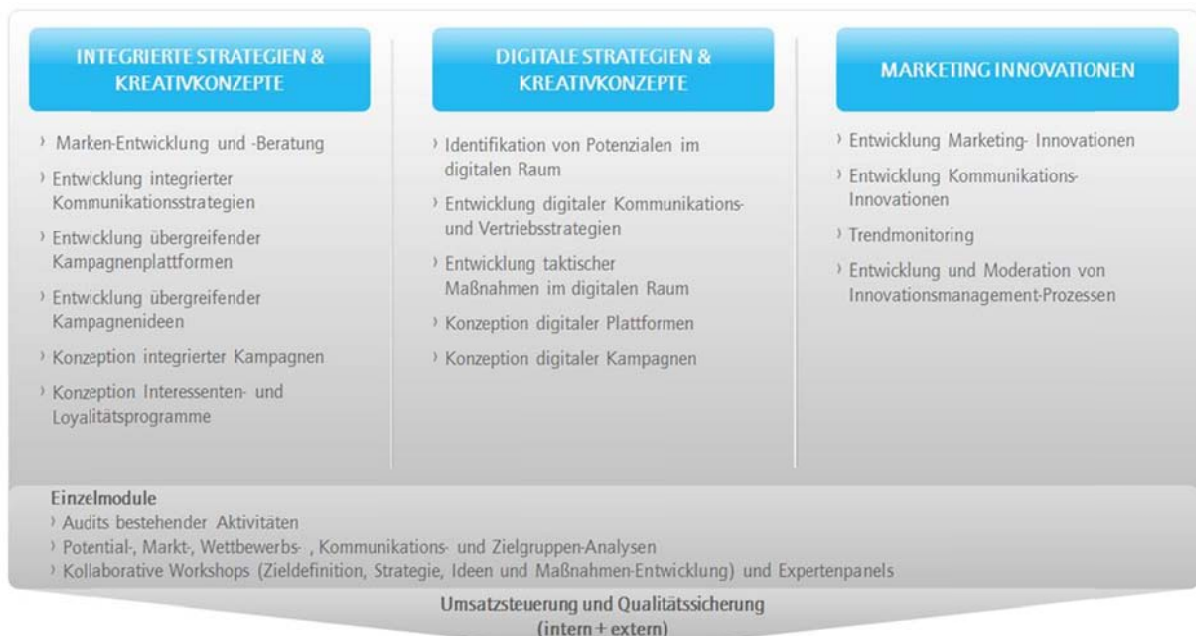 INTEGRIERTE STRATEGIEN &
KREATIVKONZEPTE
› Marken-Entwicklung und -Beratung
› Entwicklung integrierter
Kommunikationsstrategien
› Entwicklung übergreifender
Kampagnenplattformen
› Entwicklung übergreifender
Kampagnenideen
› Konzeption integrierter Kampagnen
› Konzeption Interessenten- und
Loyalitätsprogramme
DIGITALE STRATEGIEN &
KREATIVKONZEPTE
› Identifikation von Potenzialen im
digitalen Raum
› Entwicklung digitaler Kommunikations-
und Vertriebsstrategien
› Entwicklung taktischer
Maßnahmen im digitalen Raum
› Konzeption digitaler Plattformen
› Konzeption digitaler Kampagnen
MARKETING INNOVATIONEN
› Entwicklung Marketing- Innovationen
› Entwicklung Kommunikations-
Innovationen
› Trendmonitoring
› Entwicklung und Moderation von
Innovationsmanagement-Prozessen
Einzelmodule
› Audits bestehender Aktivitäten
› Potential-, Markt-, Wettbewerbs- , Kommunikations- und Zielgruppen-Analysen
› Kollaborative Workshops (Zieldefinition, Strategie, Ideen und Maßnahmen-Entwicklung) und Expertenpanels
Umsatzsteuerung und Qualitätssicherung
(intern + extern)